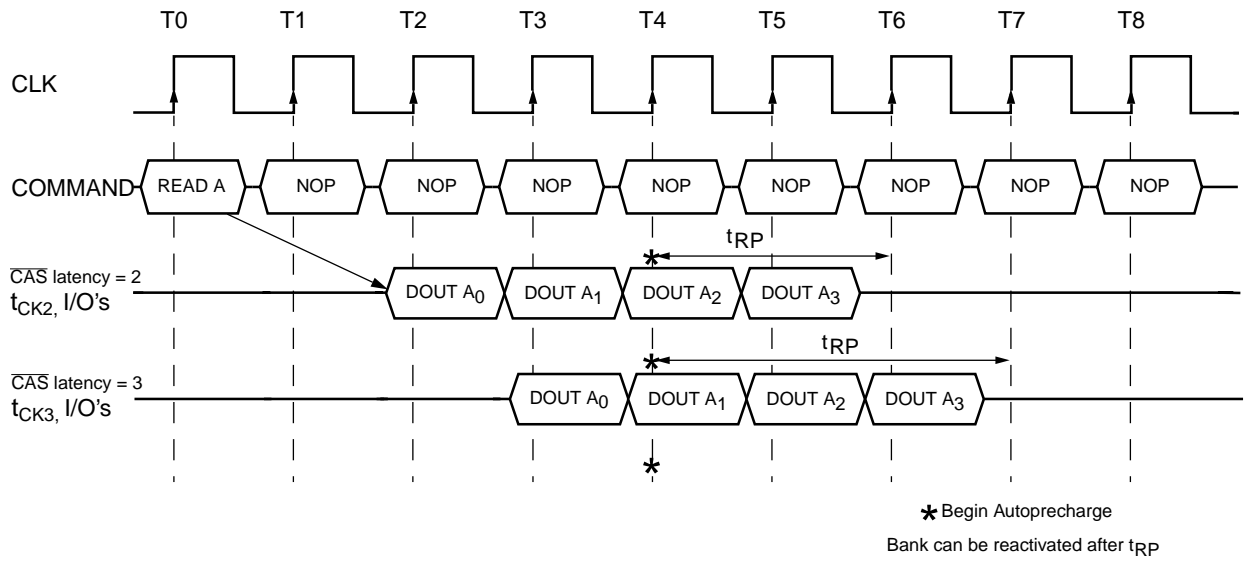 T0 T1 T2 T3 T4 T5 T6 T7 T8
CLK
COMMAND READ A NOP NOP NOP NOP NOP NOP NOP NOP
tRP
*
CAS latency = 2
tCK2, I/O's DOUT A0 DOUT A1 DOUT A2 DOUT A3
tRP
*
CAS latency = 3
tCK3, I/O's DOUT A0 DOUT A1 DOUT A2 DOUT A3
*
* Begin Autoprecharge
Bank can be reactivated after tRP